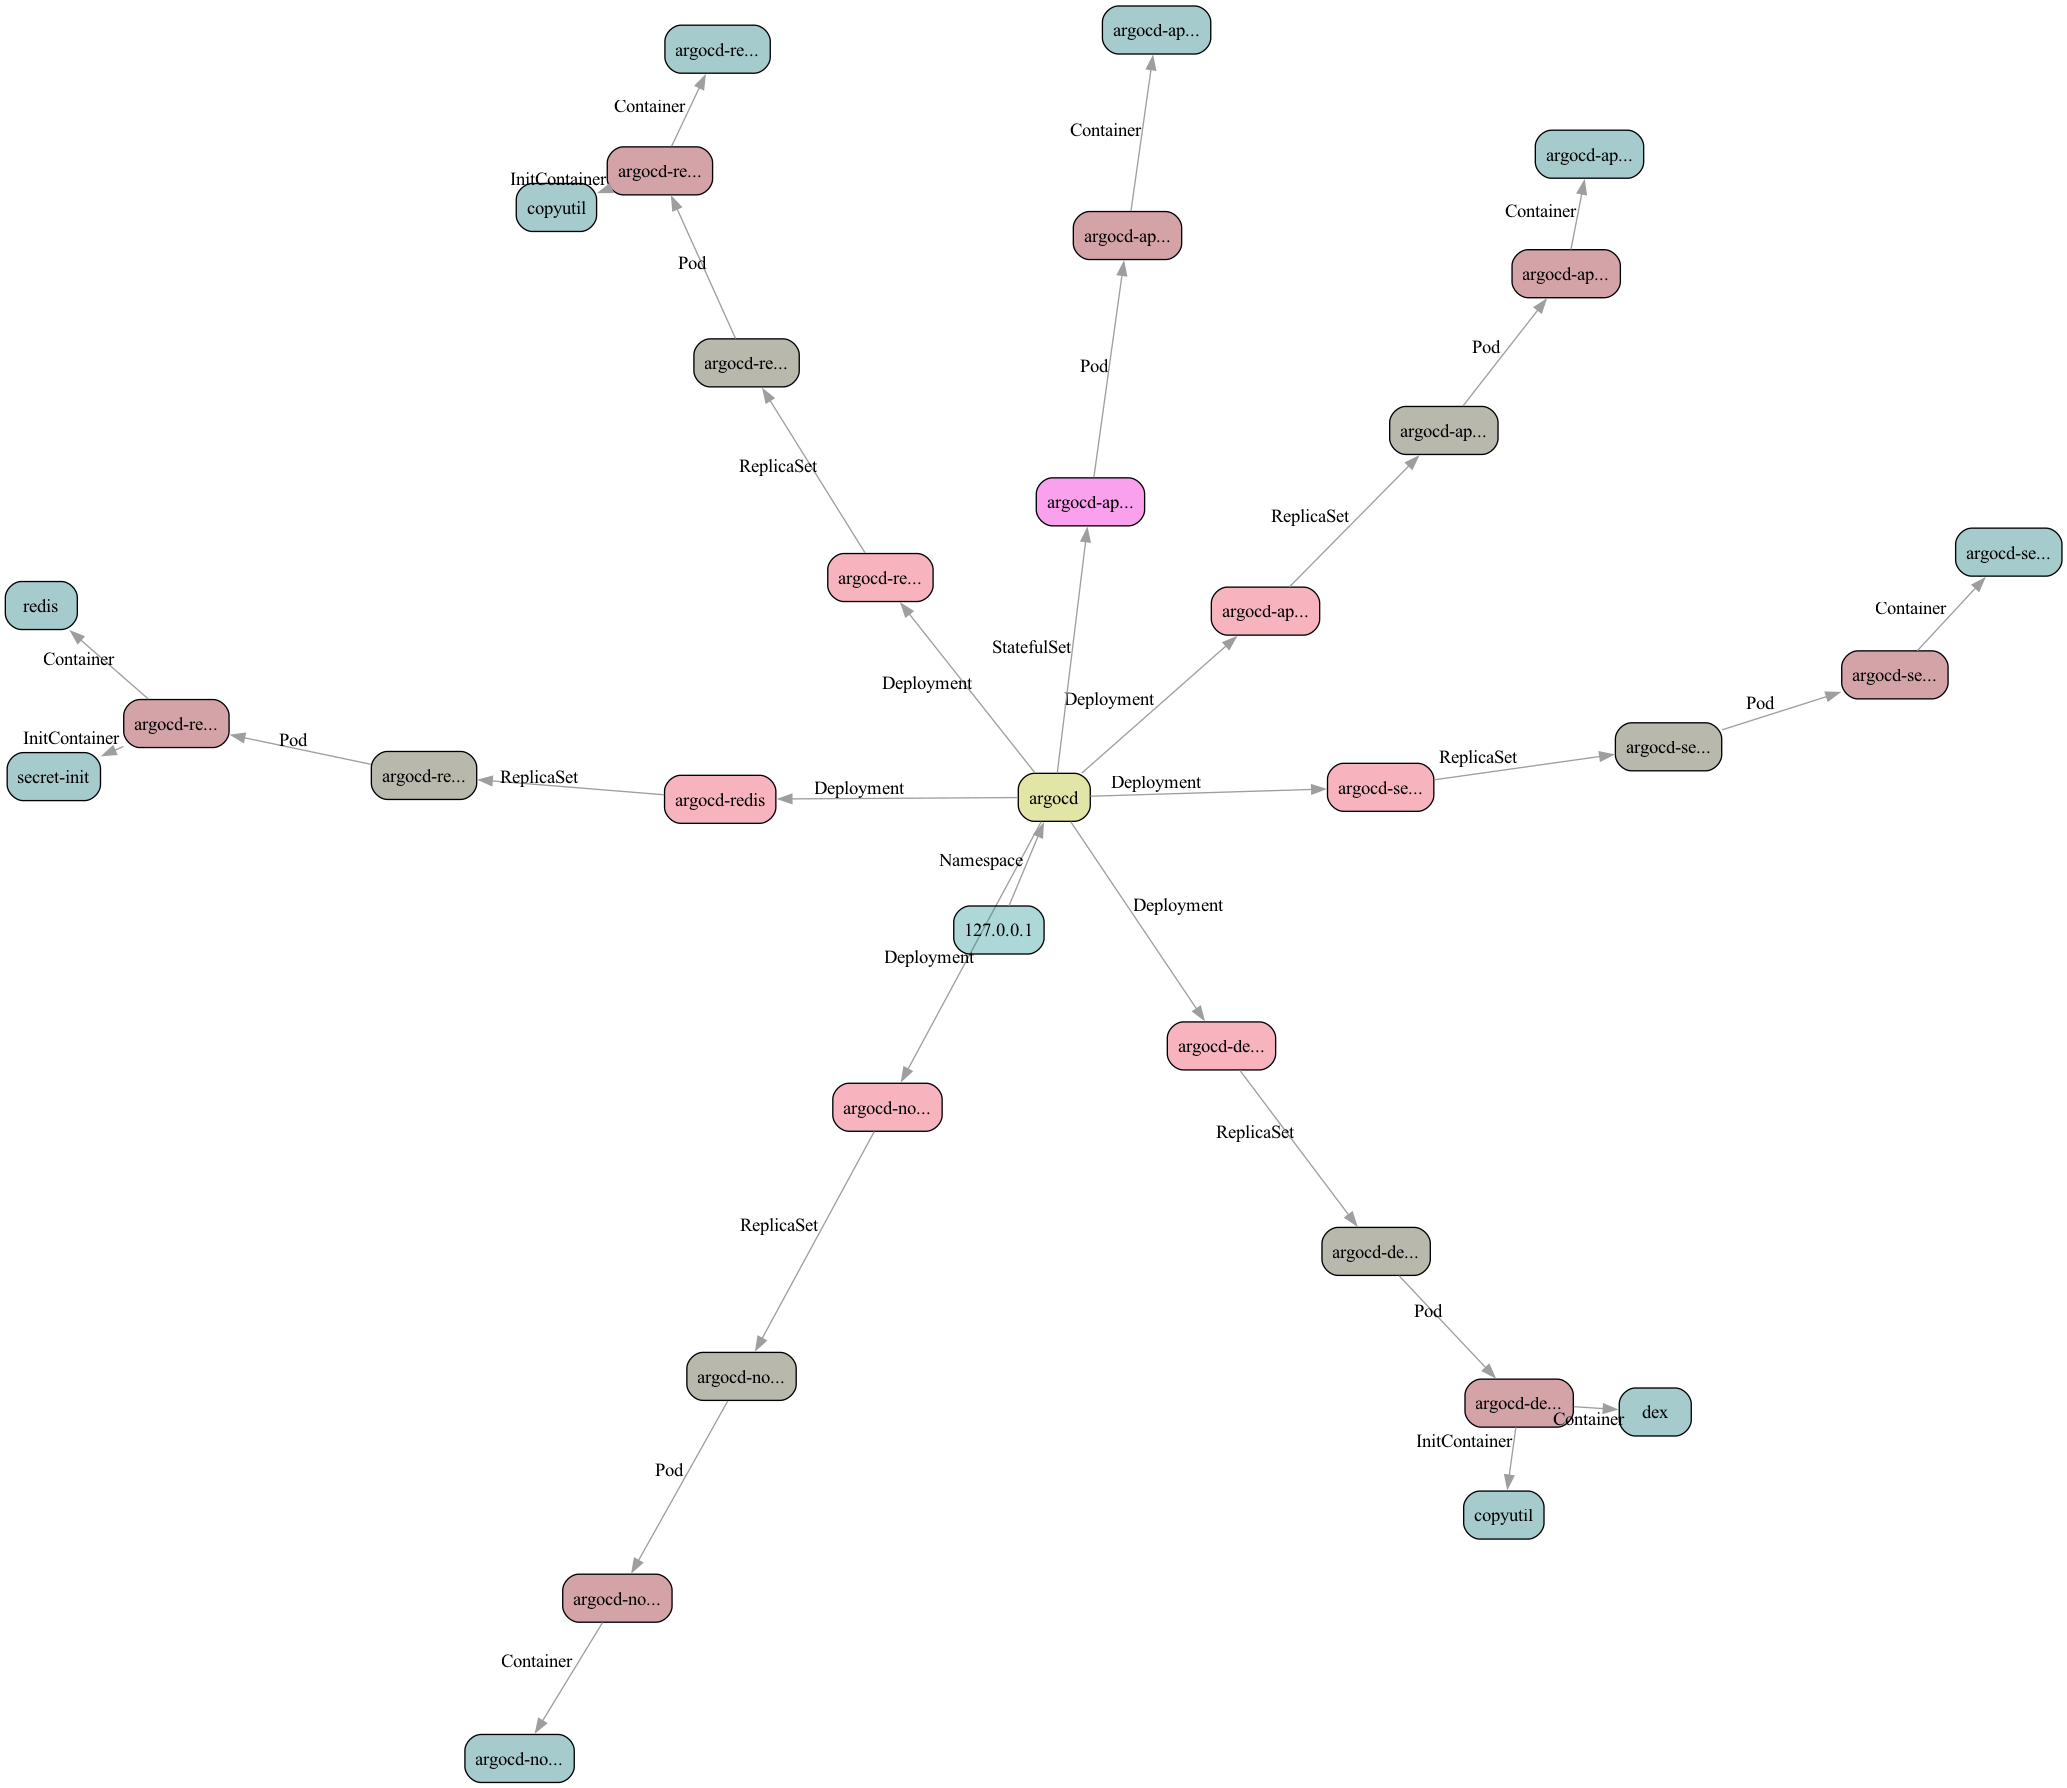 argocd-ap...
argocd-re...
Container
Container
argocd-ap...
argocd-re...
InitContainer
copyutil
Container
argocd-ap...
Pod
argocd-ap...
Pod
argocd-re...
Pod
argocd-ap...
ReplicaSet
argocd-ap...
ReplicaSet
argocd-se...
argocd-re...
redis
Container
argocd-ap...
StatefulSet
Container
argocd-se...
Deployment
Deployment
Pod
argocd-re...
InitContainer
Pod
secret-init
argocd-re...
ReplicaSet
argocd-redis
Deployment
argocd
Deployment
argocd-se...
ReplicaSet
argocd-se...
Namespace
127.0.0.1
Deployment
Deployment
argocd-de...
argocd-no...
ReplicaSet
ReplicaSet
argocd-de...
Pod
argocd-no...
argocd-de...
Container
dex
InitContainer
Pod
copyutil
argocd-no...
Container
argocd-no...